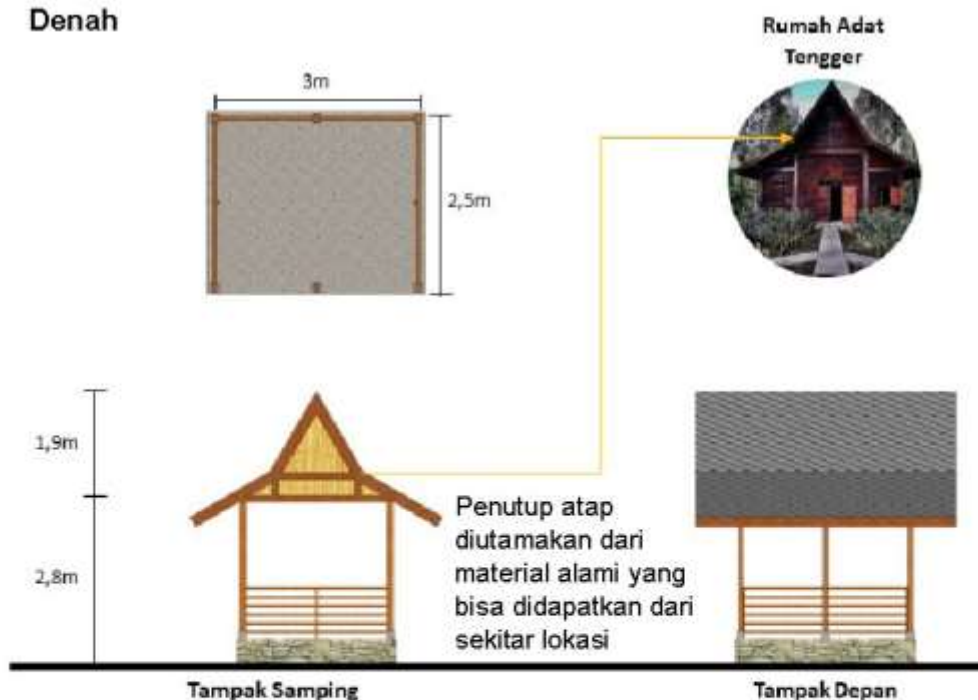 Denah
Rumah Adat
Tengger
3m
2,5m
1,9m
2,8m
Penutup atap
diutamakan dari
material alami yang
bisa didapatkan dari
sekitar lokasi
Tampak Samping
Tampak Depan